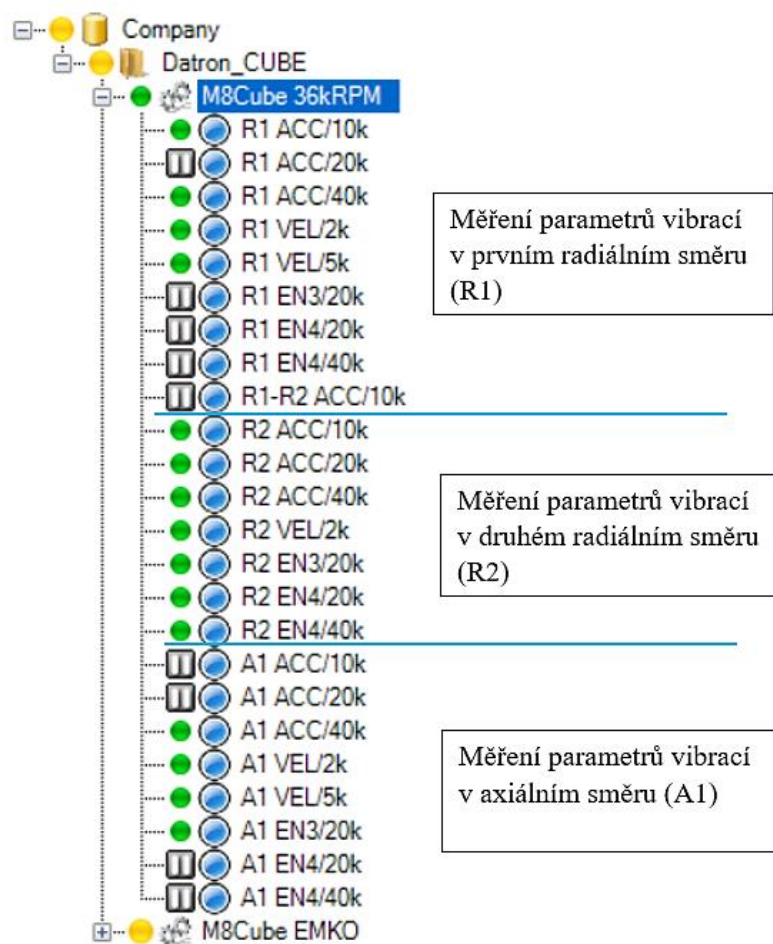 Company
Datron_CUBE
M8Cube 36kRPM
R1 ACC/10k
R1 ACC/20k
R1 ACC/40k
R1 VEL/2k
R1 VEL/5k
R1 EN3/20k
R1 EN4/20k
R1 EN4/40k
R1-R2 ACC/10k
Měření parametrů vibrací
v prvním radiálním směru
(R1)
R2 ACC/10k
R2 ACC/20k
R2 ACC/40k
R2 VEL/2k
R2 EN3/20k
R2 EN4/20k
R2 EN4/40k
Měření parametrů vibrací
v druhém radiálním směru
(R2)
A1 ACC/10k
A1 ACC/20k
A1 ACC/40k
A1 VEL/2k
A1 VEL/5k
A1 EN3/20k
A1 EN4/20k
A1 EN4/40k
Měření parametrů vibrací
v axiálním směru (A1)
M8Cube EMKO